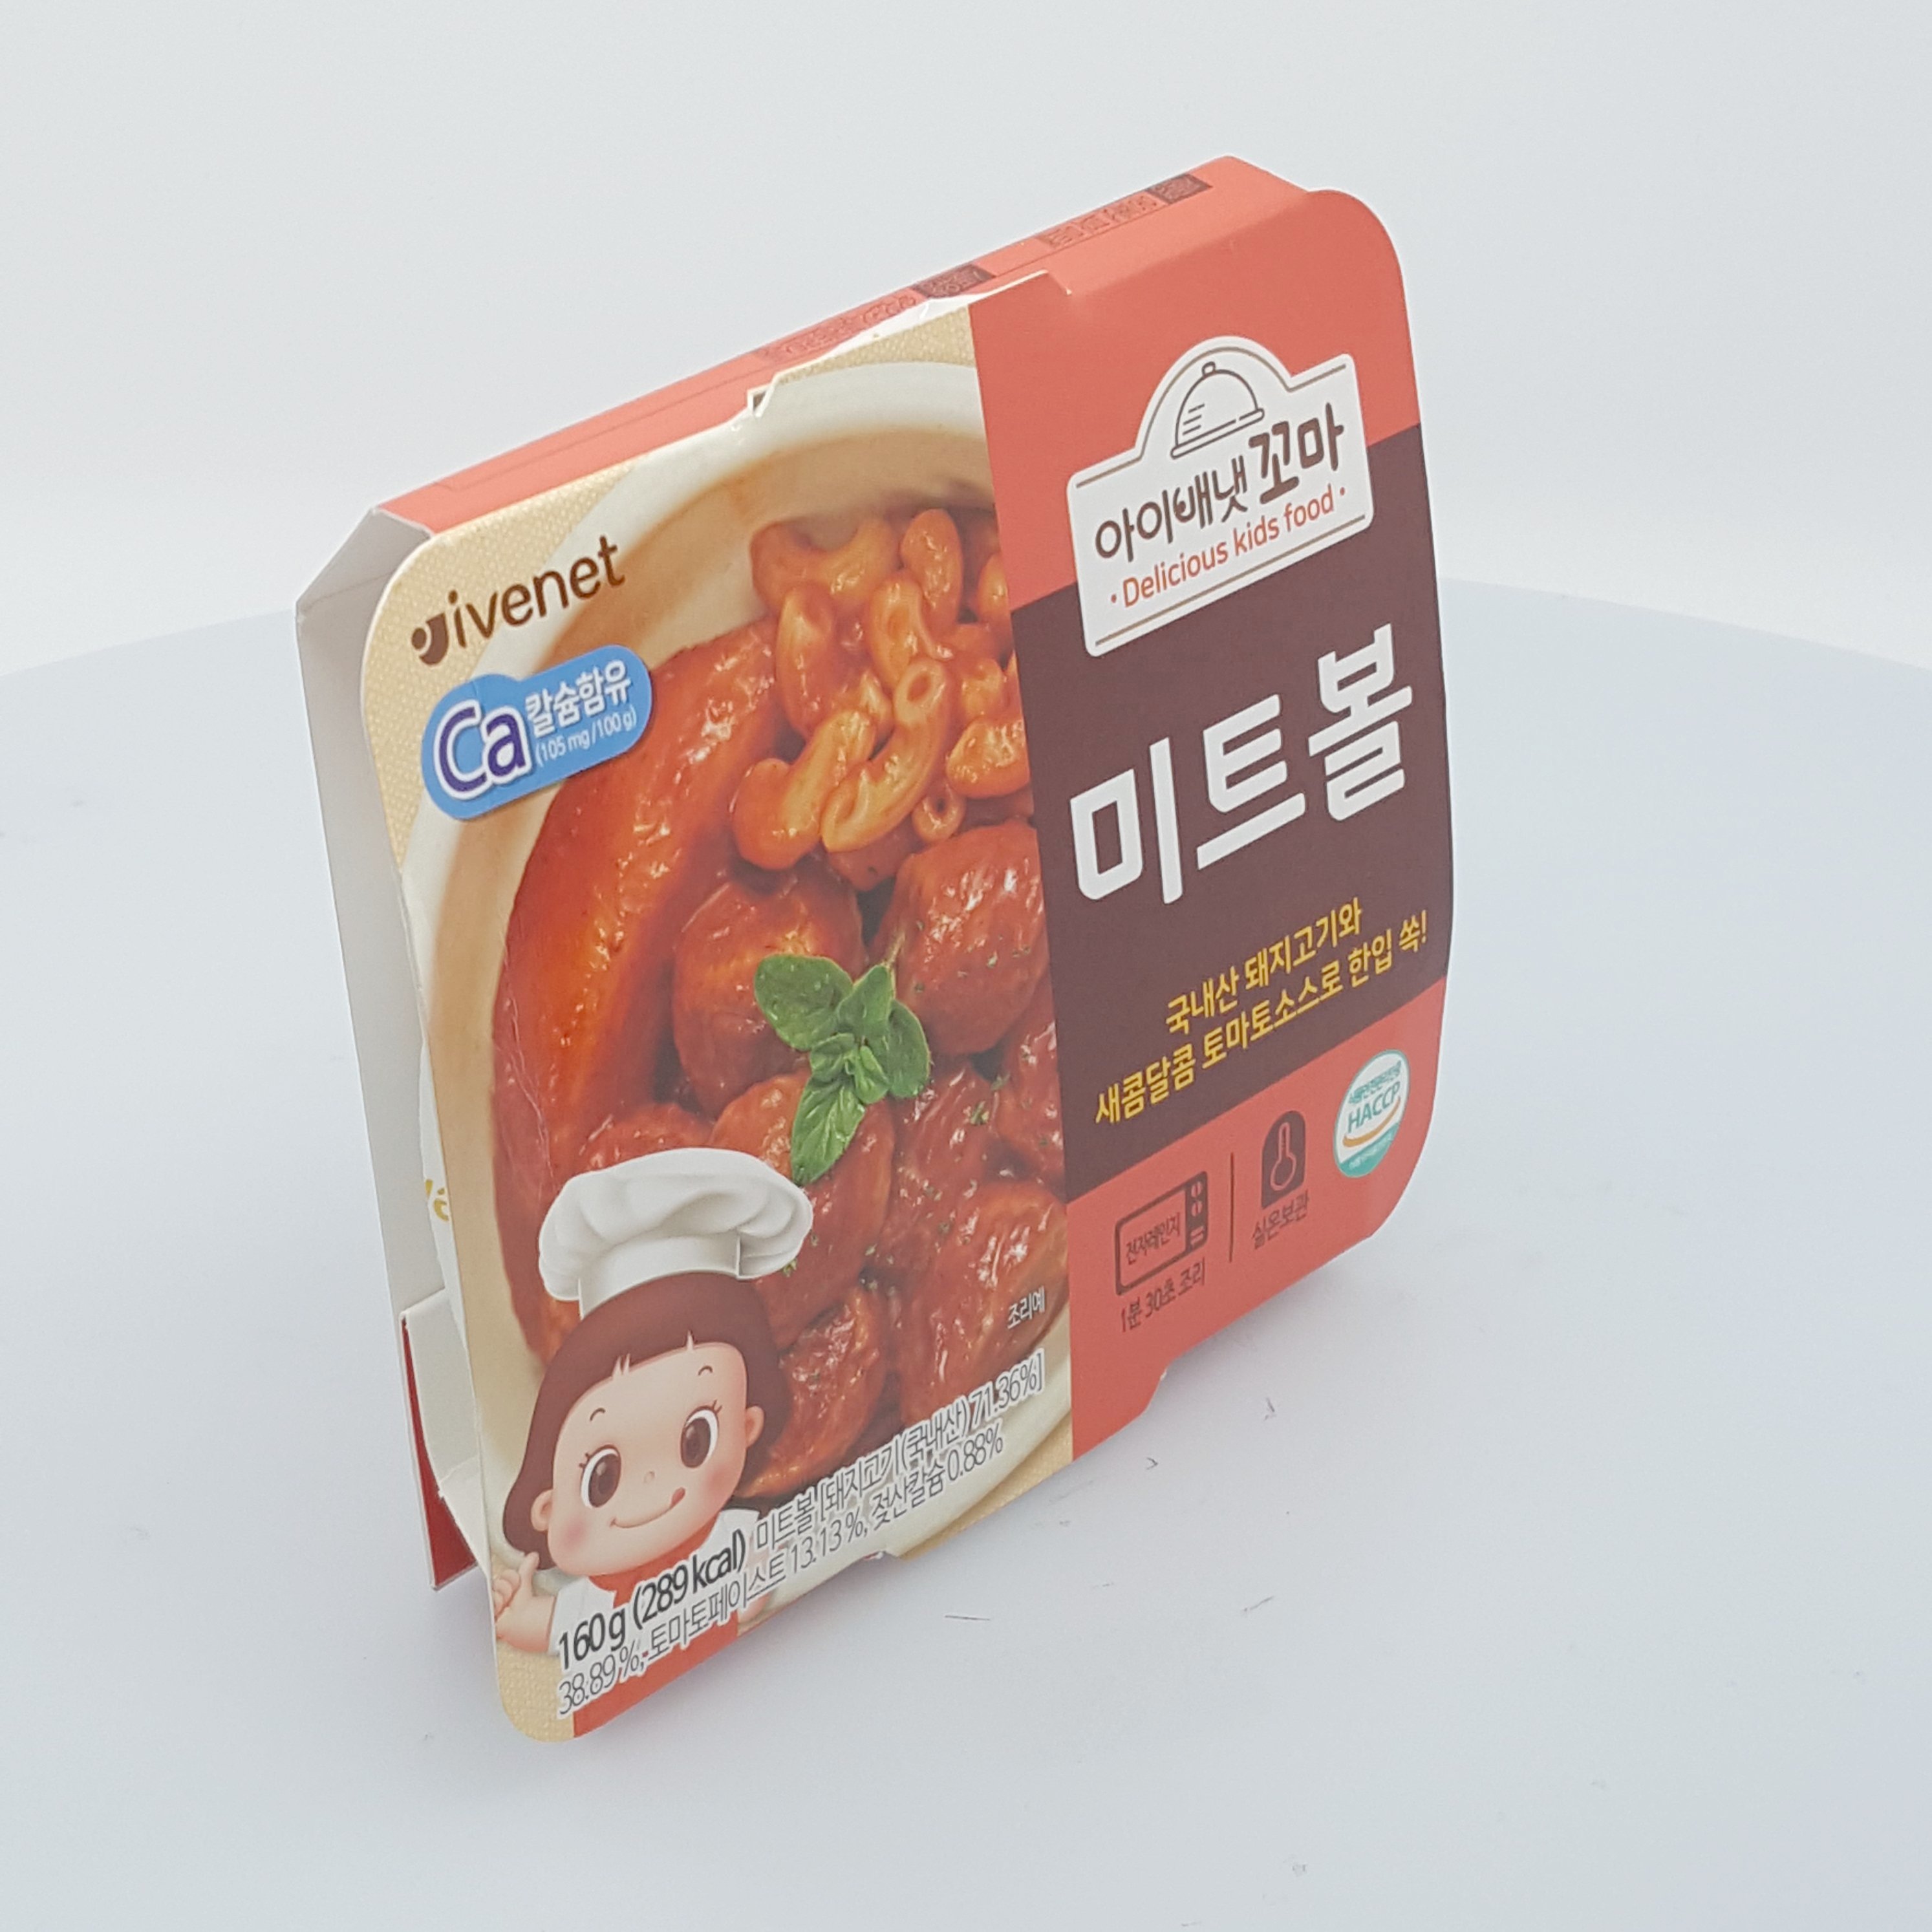 ivenet
Ca 칼슘함유
(105 mg/100 g)
아이배냇 꼬마
· Delicious kids food ·
미트볼
국내산 돼지고기와
새콤달콤 토마토소스로 한입 쏙!
HACCP
전자레인지
1분 30초 조리
실온보관
조리예
160 g (289 kcal) 미트볼 [돼지고기(국내산) 71.36%]
38.89 %, 토마토페이스트 13.13 %, 젖산칼슘 0.88%